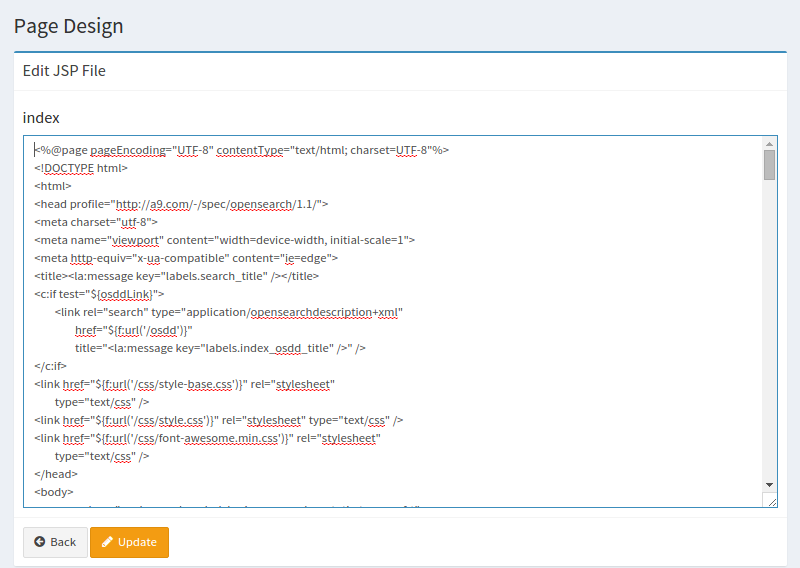 Page Design
Edit JSP File
index
<%@page pageEncoding="UTF-8" contentType="text/html; charset=UTF-8"%>
<!DOCTYPE html>
<html>
<head profile="http://a9.com/-/spec/opensearch/1.1/">
<meta charset="utf-8">
<meta name="viewport" content="width=device-width, initial-scale=1">
<meta http-equiv="x-ua-compatible" content="ie=edge">
<title><la:message key="labels.search_title" /></title>
<c:if test="${osddLink}">
<link rel="search" type="application/opensearchdescription+xml"
href="${f:url('/osdd')}"
title="<la:message key="labels.index_osdd_title" />" />
</c:if>
<link href="${f:url('/css/style-base.css')}" rel="stylesheet"
type="text/css" />
<link href="${f:url('/css/style.css')}" rel="stylesheet" type="text/css" />
<link href="${f:url('/css/font-awesome.min.css')}" rel="stylesheet"
type="text/css" />
</head>
<body>
Back
Update